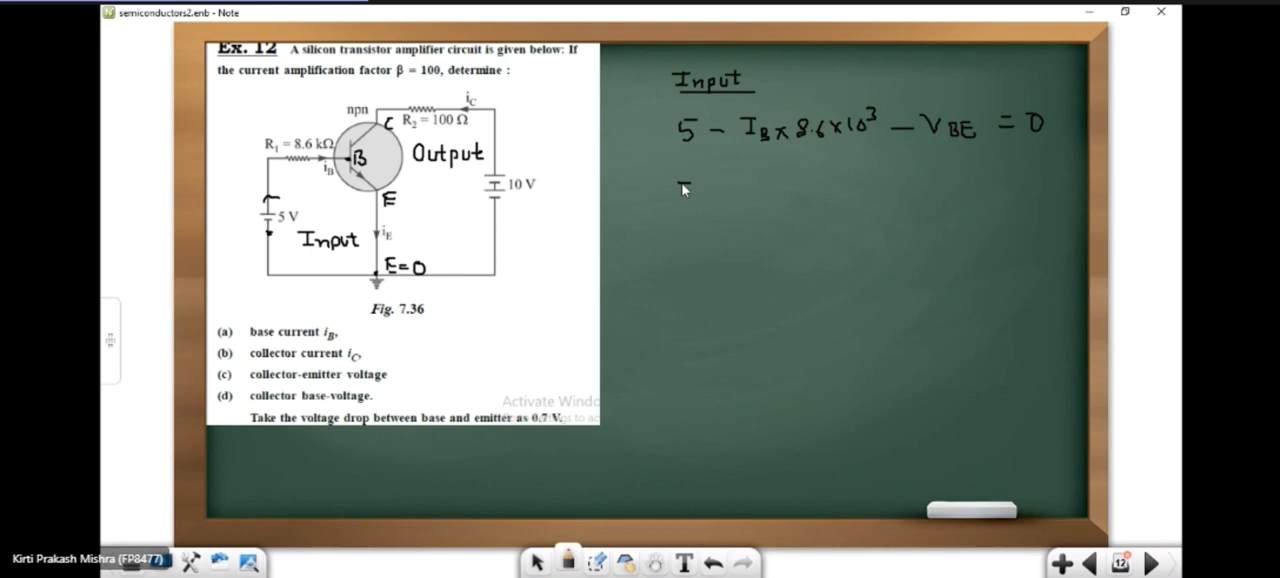 semiconductors2.enb - Note
Ex. 12 A silicon transistor amplifier circuit is given below: If
the current amplification factor β = 100, determine :
npn
iC
C
R2 = 100 Ω
R1 = 8.6 kΩ
B
Output
iB
10 V
E
5 V
Input
iE
E=0
Fig. 7.36
(a) base current iB,
(b) collector current iC,
(c) collector-emitter voltage
(d) collector base-voltage.
Take the voltage drop between base and emitter as 0.7 V.
Activate Windo
Input
5 - IB × 8.6×10³ - VBE = 0
Kirti Prakash Mishra (FP8477)
T
12